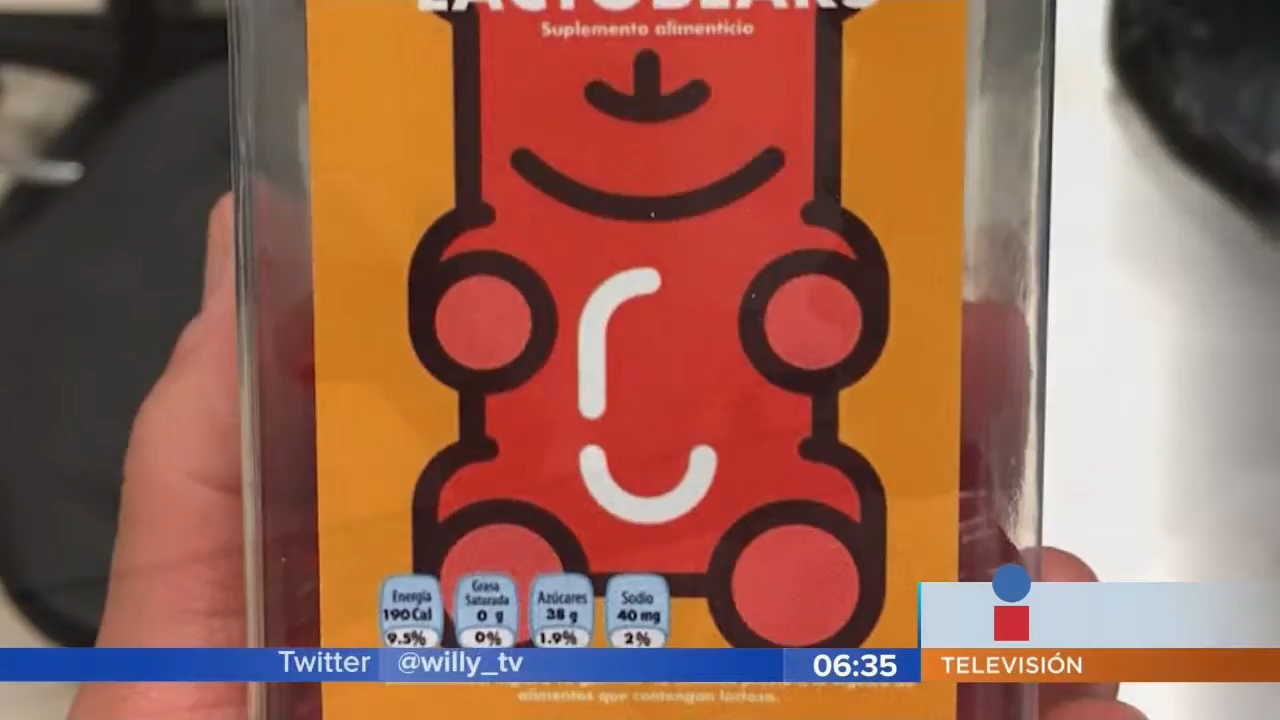 LACTOBEARS
Suplemento alimenticio
Energía
190 Cal
9.5%
Grasa
Saturada
0 g
0%
Azúcares
38 g
1.9%
Sodio
40 mg
2%
Twitter @willy_tv
06:35
TELEVISIÓN
alimentos que contengan lactosa.